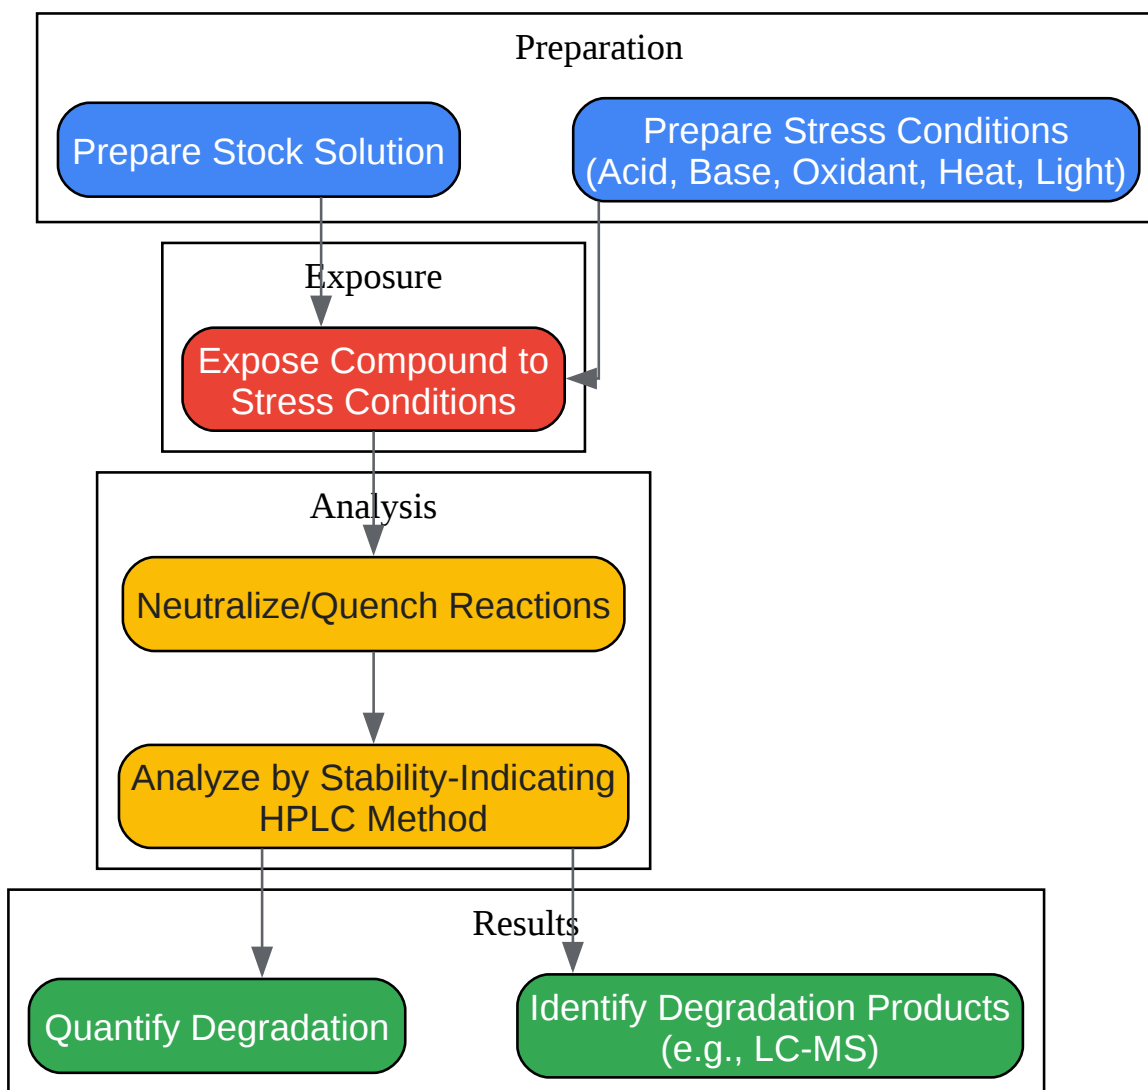 Preparation
Prepare Stock Solution
Prepare Stress Conditions
(Acid, Base, Oxidant, Heat, Light)
Exposure
Expose Compound to
Stress Conditions
Analysis
Neutralize/Quench Reactions
Analyze by Stability-Indicating
HPLC Method
Results
Quantify Degradation
Identify Degradation Products
(e.g., LC-MS)